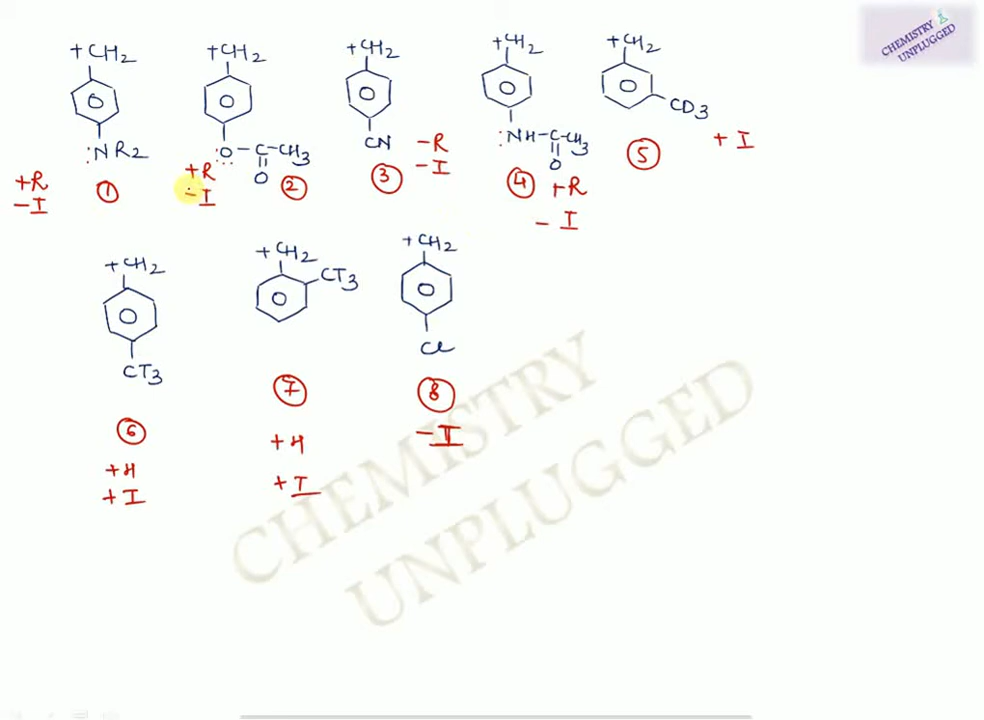 CHEMISTRY
UNPLUGGED
+CH2
:NR2
+R
-I
1
+CH2
:O-C-CH3
O
+R
-I
2
+CH2
CN
-R
-I
3
+CH2
:NH-C-CH3
O
4
+R
-I
+CH2
CD3
5
+I
+CH2
CT3
6
+H
+I
+CH2
CT3
7
+H
+I
+CH2
Cl
8
-I
CHEMISTRY
UNPLUGGED